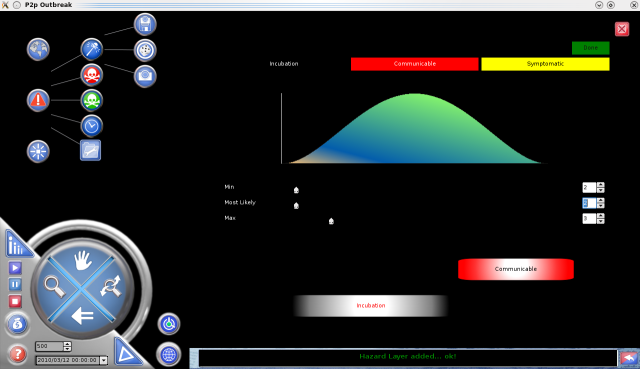 P2p Outbreak
Done
Incubation
Communicable
Symptomatic
Min
2
Most Likely
Max
3
Communicable
Incubation
500
2010/03/12 00:00:00
Hazard Layer added... ok!